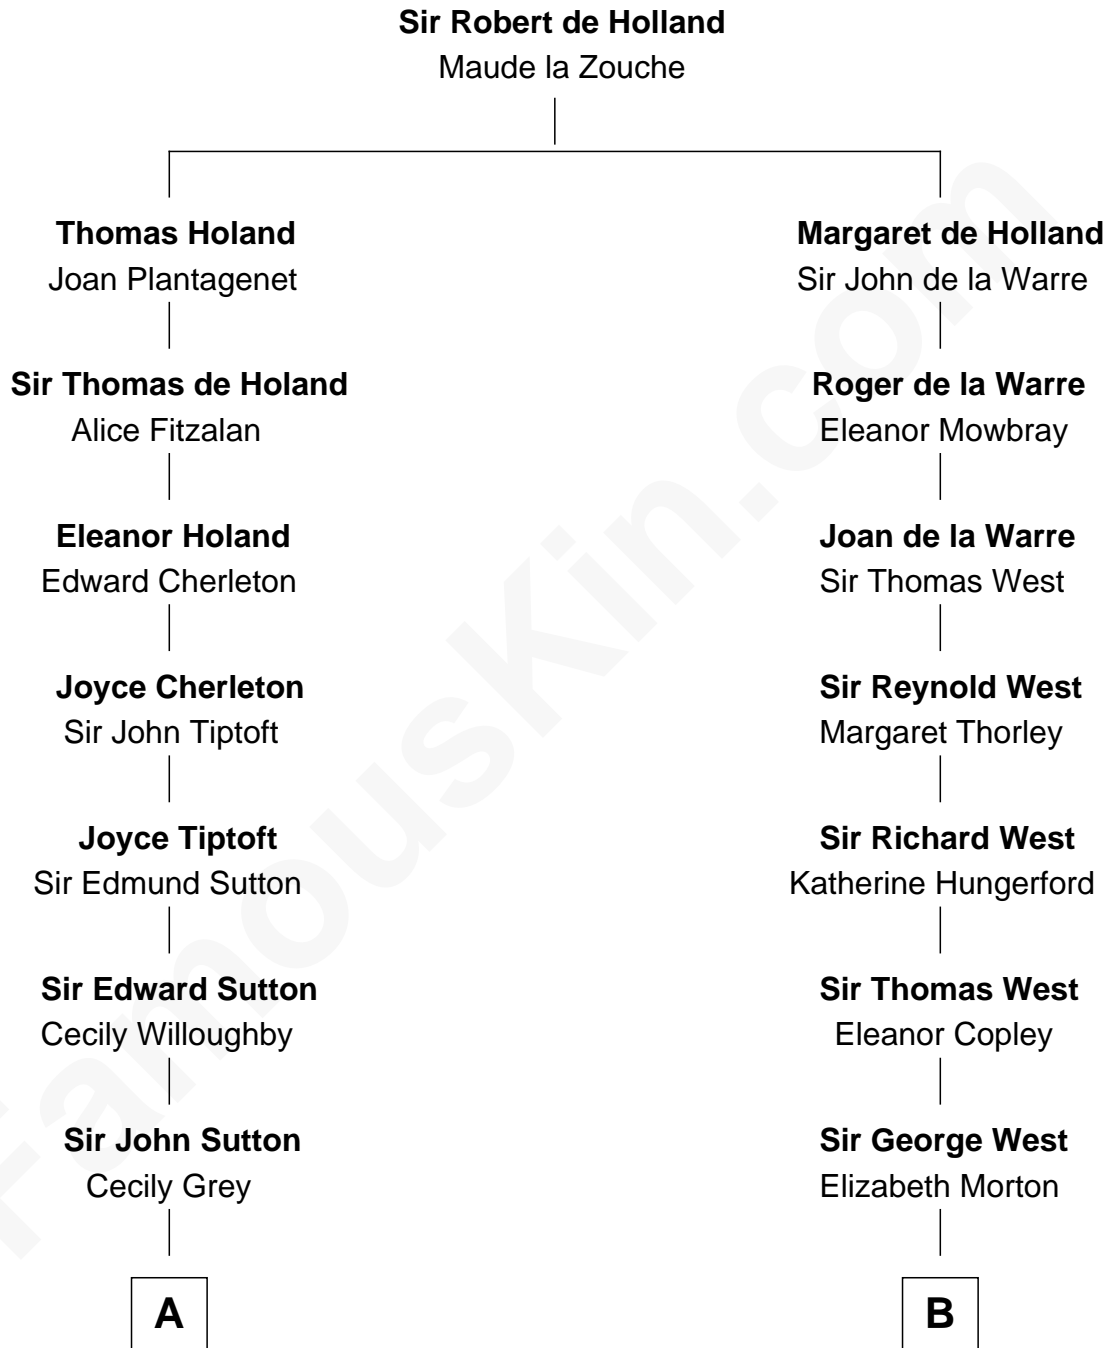 Sir Robert de Holland
Maude la Zouche
Thomas Holand
Joan Plantagenet
Margaret de Holland
Sir John de la Warre
Sir Thomas de Holand
Alice Fitzalan
Roger de la Warre
Eleanor Mowbray
Eleanor Holand
Edward Cherleton
Joan de la Warre
Sir Thomas West
Joyce Cherleton
Sir John Tiptoft
Sir Reynold West
Margaret Thorley
Joyce Tiptoft
Sir Edmund Sutton
Sir Richard West
Katherine Hungerford
Sir Edward Sutton
Cecily Willoughby
Sir Thomas West
Eleanor Copley
Sir John Sutton
Cecily Grey
Sir George West
Elizabeth Morton
A
B
FamousKin.com